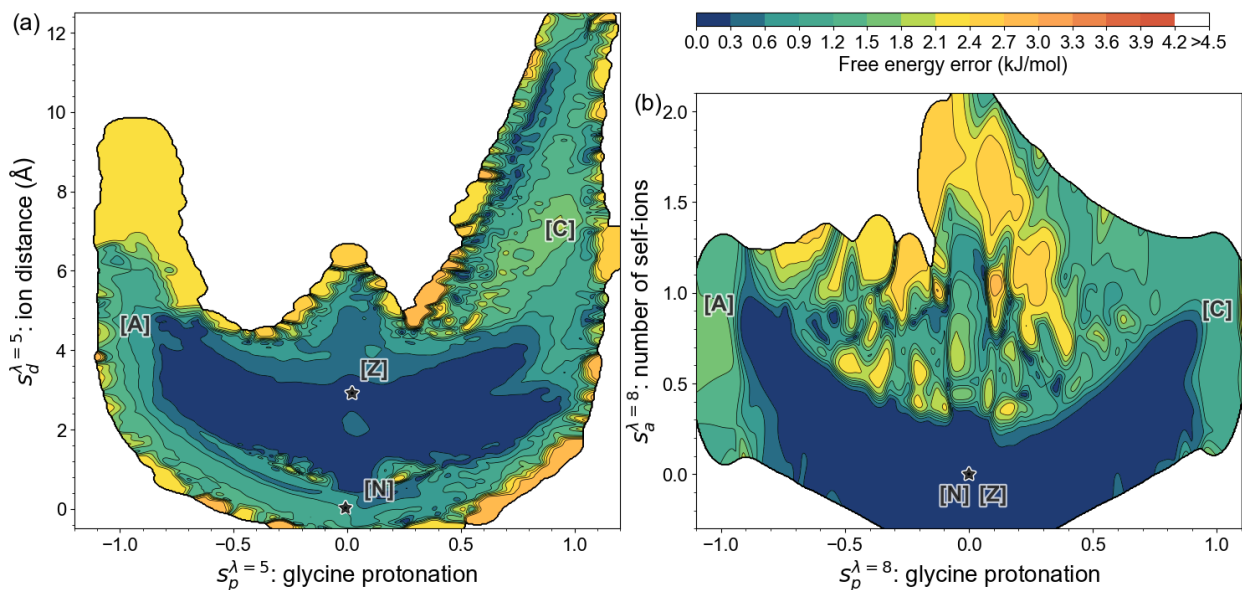 (a)
12
10
8
6
4
2
0
s_d^{λ=5}: ion distance (Å)
[A]
[C]
[Z]
[N]
−1.0 −0.5 0.0 0.5 1.0
s_p^{λ=5}: glycine protonation
0.0 0.3 0.6 0.9 1.2 1.5 1.8 2.1 2.4 2.7 3.0 3.3 3.6 3.9 4.2 >4.5
Free energy error (kJ/mol)
(b)
2.0
1.5
1.0
0.5
0.0
s_a^{λ=8}: number of self-ions
[A]
[C]
[N] [Z]
−1.0 −0.5 0.0 0.5 1.0
s_p^{λ=8}: glycine protonation